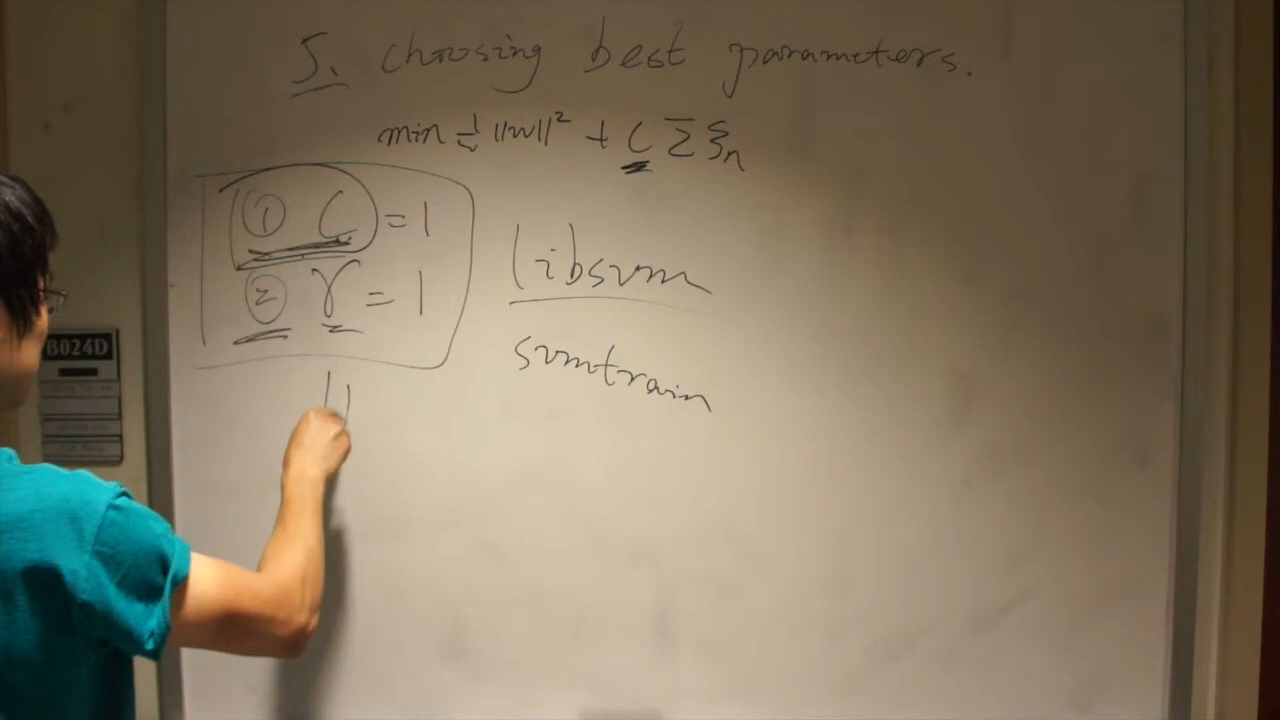 5. choosing best parameters.
min ½ ||w||² + C Σ ξₙ
① C = 1
② γ = 1
libsvm
svmtrain
B024D